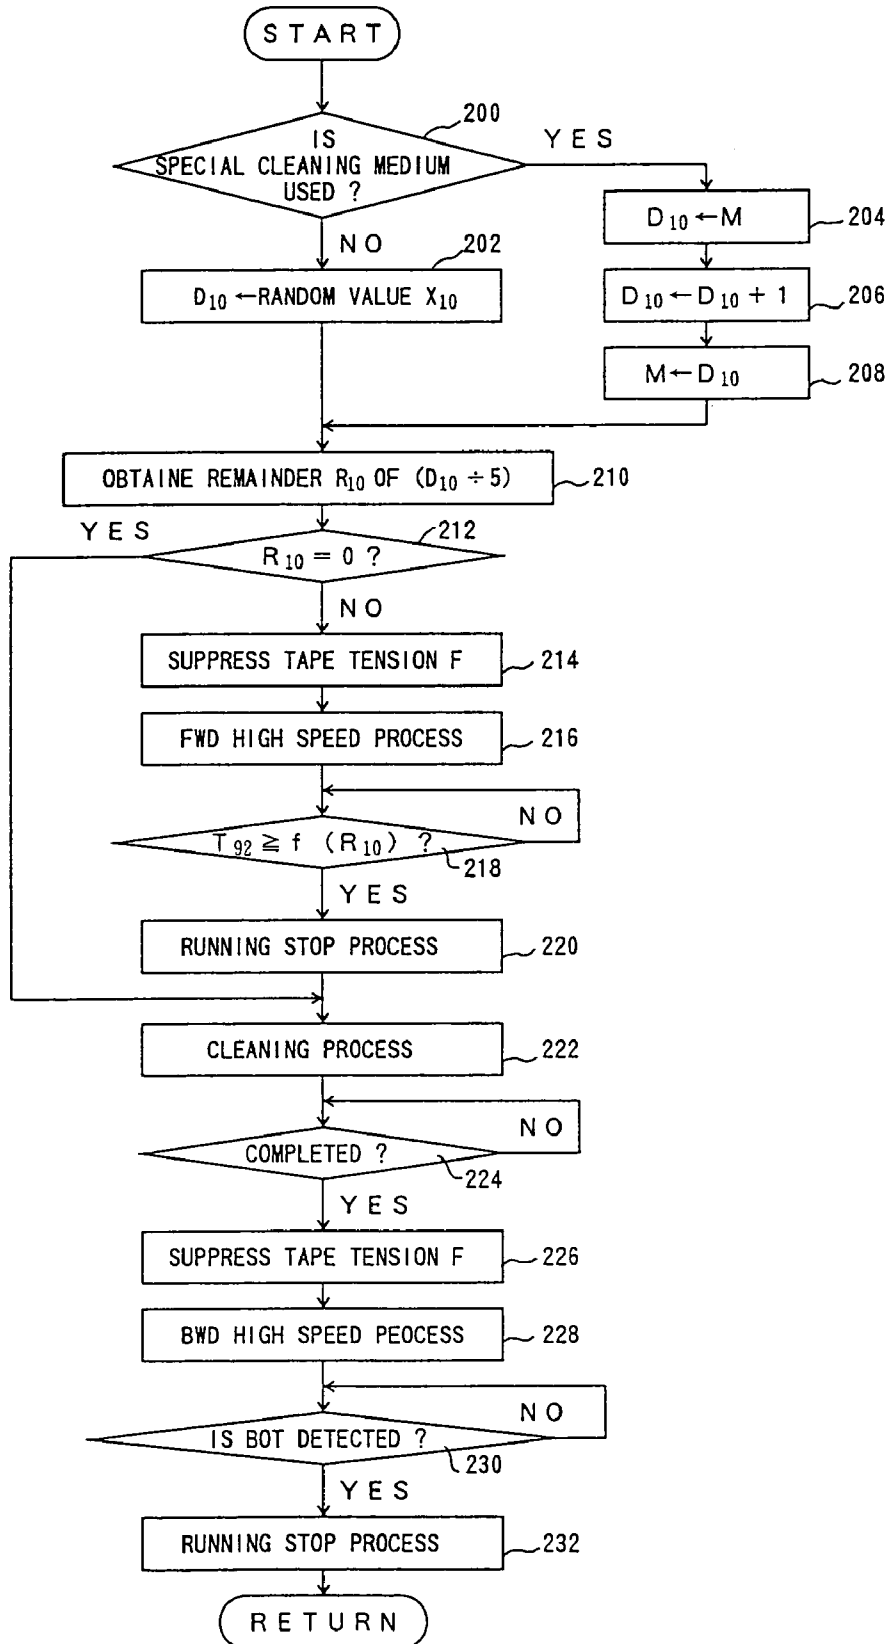 START
200
IS
SPECIAL CLEANING MEDIUM
USED ?
YES
NO
202
D10←RANDOM VALUE X10
D10←M
204
D10←D10+1
206
M←D10
208
OBTAINE REMAINDER R10 OF (D10÷5)
210
YES
212
R10=0 ?
NO
SUPPRESS TAPE TENSION F
214
FWD HIGH SPEED PROCESS
216
NO
T92≧f (R10) ?
218
YES
RUNNING STOP PROCESS
220
CLEANING PROCESS
222
NO
COMPLETED ?
224
YES
SUPPRESS TAPE TENSION F
226
BWD HIGH SPEED PEOCESS
228
NO
IS BOT DETECTED ?
230
YES
RUNNING STOP PROCESS
232
RETURN